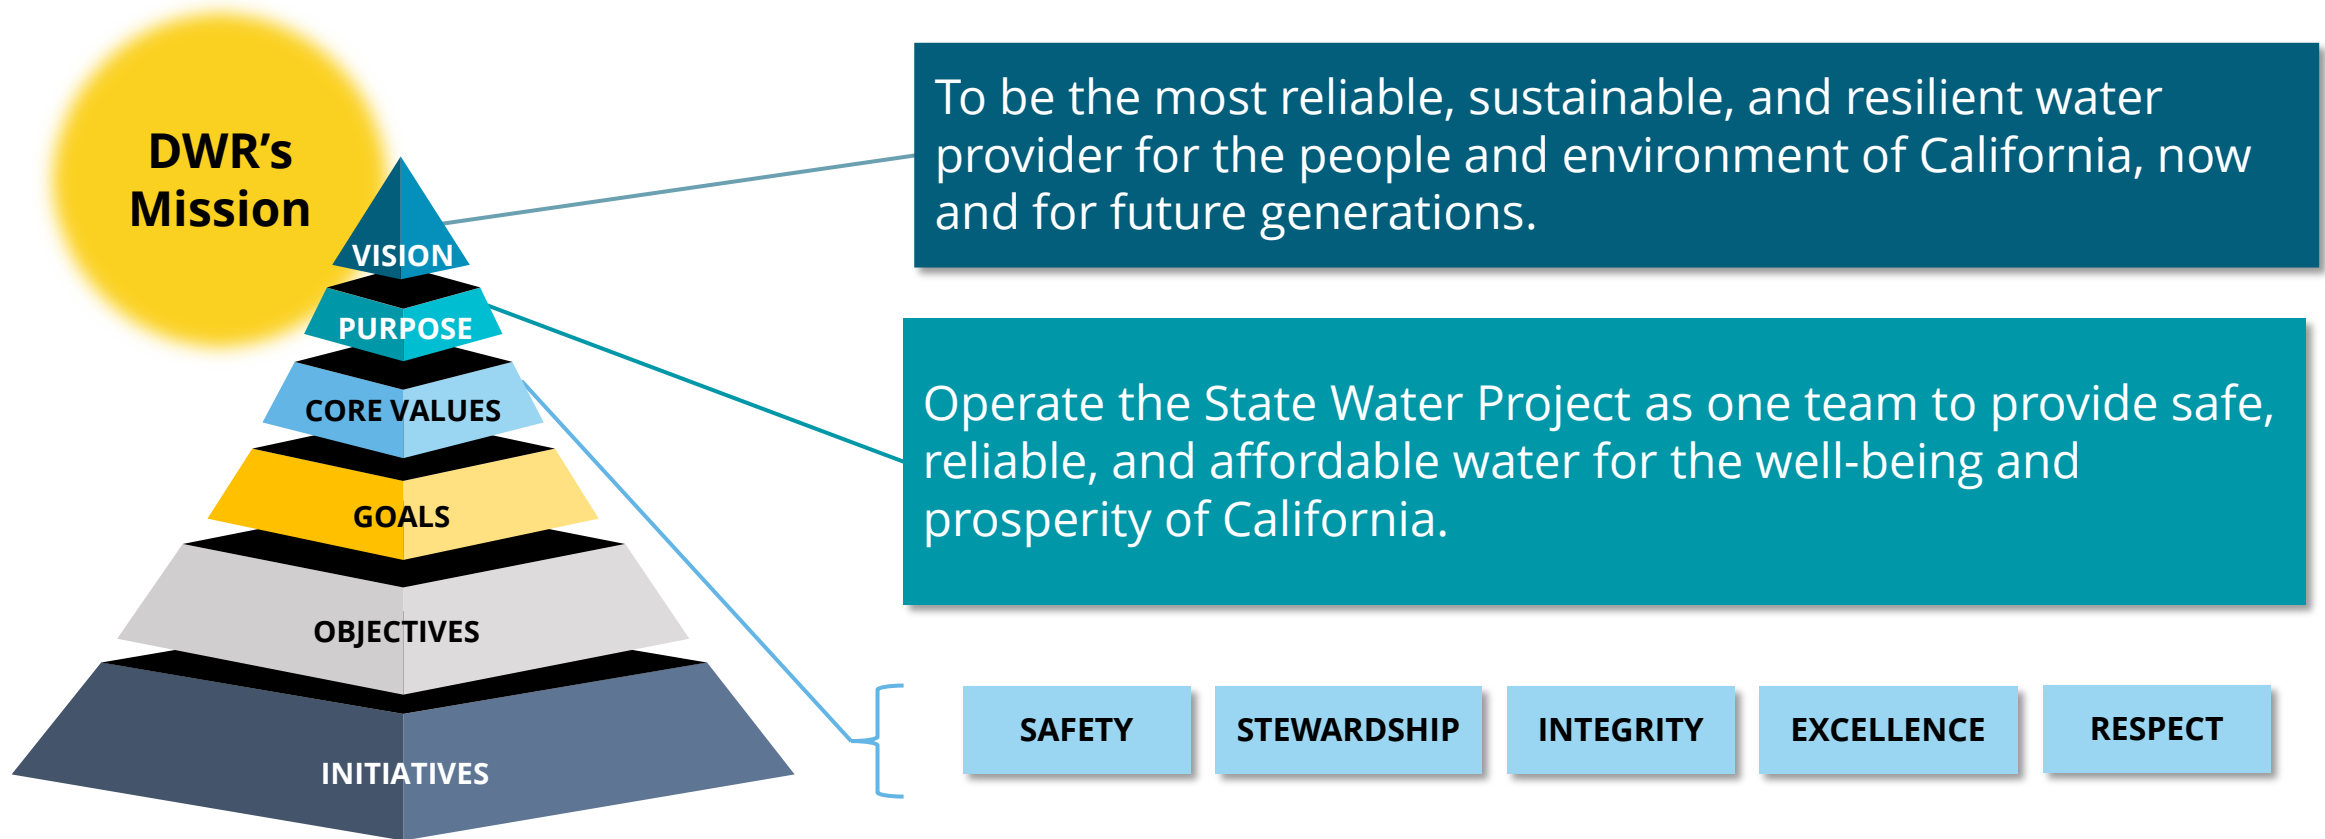 DWR’s
Mission
VISION
PURPOSE
CORE VALUES
GOALS
OBJECTIVES
INITIATIVES
To be the most reliable, sustainable, and resilient water
provider for the people and environment of California, now
and for future generations.
Operate the State Water Project as one team to provide safe,
reliable, and affordable water for the well-being and
prosperity of California.
SAFETY
STEWARDSHIP
INTEGRITY
EXCELLENCE
RESPECT